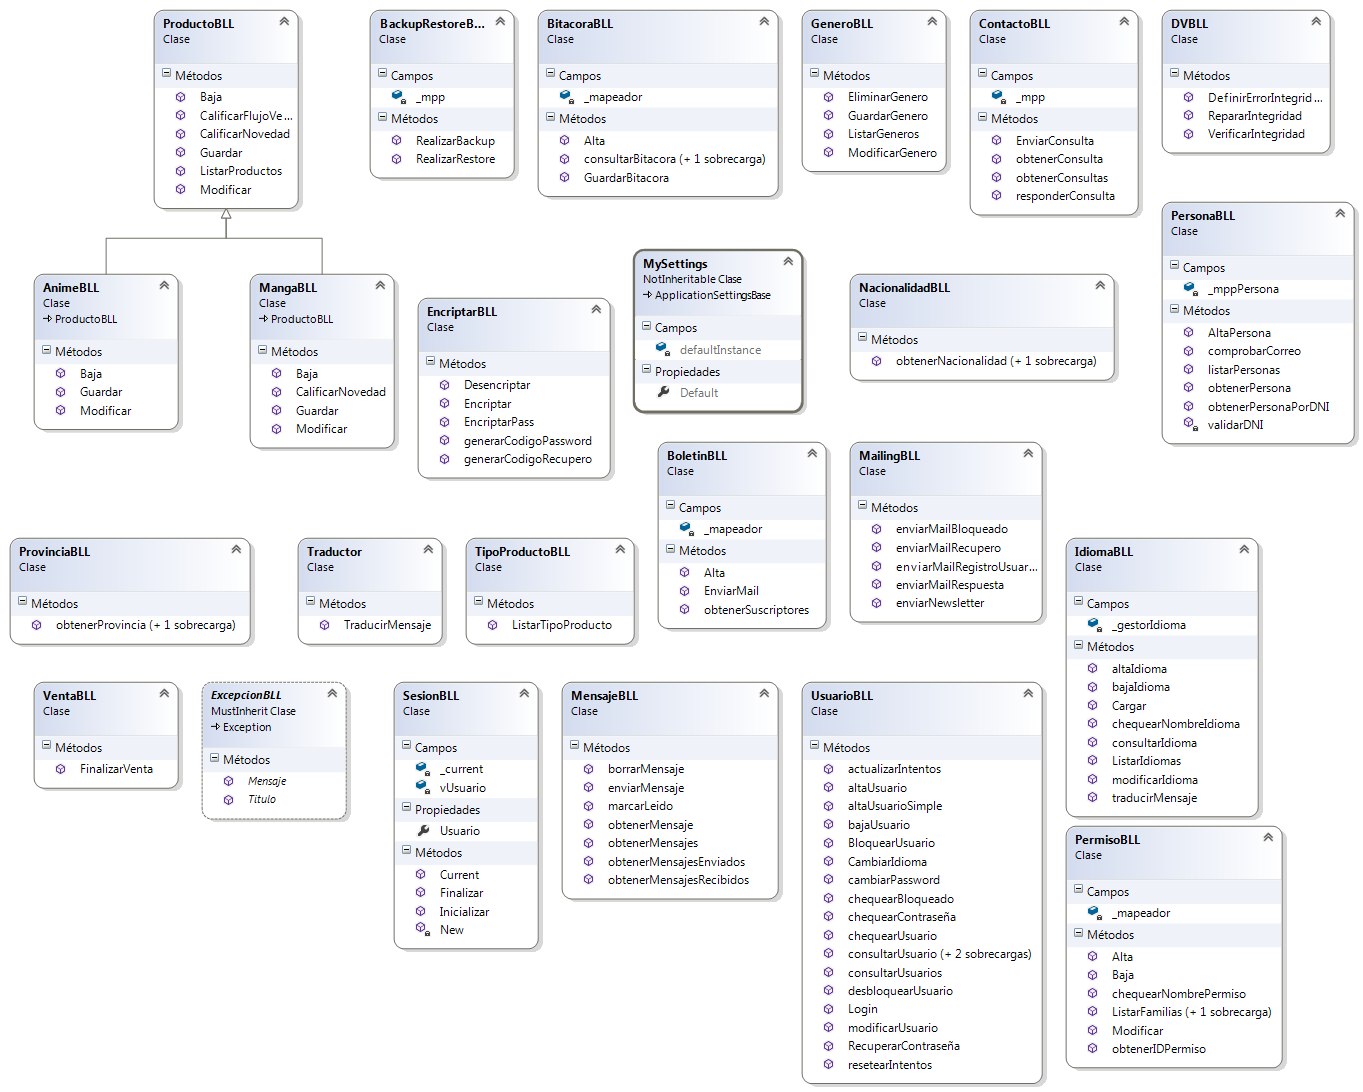 ProductoBLL
Clase
Métodos
Baja
CalificarFlujoVe...
CalificarNovedad
Guardar
ListarProductos
Modificar
BackupRestoreB...
Clase
Campos
_mpp
Métodos
RealizarBackup
RealizarRestore
BitacoraBLL
Clase
Campos
_mapeador
Métodos
Alta
consultarBitacora (+ 1 sobrecarga)
GuardarBitacora
GeneroBLL
Clase
Métodos
EliminarGenero
GuardarGenero
ListarGeneros
ModificarGenero
ContactoBLL
Clase
Campos
_mpp
Métodos
EnviarConsulta
obtenerConsulta
obtenerConsultas
responderConsulta
DVBLL
Clase
Métodos
DefinirErrorIntegrid...
RepararIntegridad
VerificarIntegridad
PersonaBLL
Clase
Campos
_mppPersona
Métodos
AltaPersona
comprobarCorreo
listarPersonas
obtenerPersona
obtenerPersonaPorDNI
validarDNI
AnimeBLL
Clase
ProductoBLL
Métodos
Baja
Guardar
Modificar
MangaBLL
Clase
ProductoBLL
Métodos
Baja
CalificarNovedad
Guardar
Modificar
EncriptarBLL
Clase
Métodos
Desencriptar
Encriptar
EncriptarPass
generarCodigoPassword
generarCodigoRecupero
MySettings
NotInheritable Clase
ApplicationSettingsBase
Campos
defaultInstance
Propiedades
Default
NacionalidadBLL
Clase
Métodos
obtenerNacionalidad (+ 1 sobrecarga)
BoletinBLL
Clase
Campos
_mapeador
Métodos
Alta
EnviarMail
obtenerSuscriptores
MailingBLL
Clase
Métodos
enviarMailBloqueado
enviarMailRecupero
enviarMailRegistroUsuar...
enviarMailRespuesta
enviarNewsletter
ProvinciaBLL
Clase
Métodos
obtenerProvincia (+ 1 sobrecarga)
Traductor
Clase
Métodos
TraducirMensaje
TipoProductoBLL
Clase
Métodos
ListarTipoProducto
IdiomaBLL
Clase
Campos
_gestorIdioma
Métodos
altaIdioma
bajaIdioma
Cargar
chequearNombreIdioma
consultarIdioma
ListarIdiomas
modificarIdioma
traducirMensaje
VentaBLL
Clase
Métodos
FinalizarVenta
ExcepcionBLL
MustInherit Clase
Exception
Métodos
Mensaje
Titulo
SesionBLL
Clase
Campos
_current
vUsuario
Propiedades
Usuario
Métodos
Current
Finalizar
Inicializar
New
MensajeBLL
Clase
Métodos
borrarMensaje
enviarMensaje
marcarLeido
obtenerMensaje
obtenerMensajes
obtenerMensajesEnviados
obtenerMensajesRecibidos
UsuarioBLL
Clase
Métodos
actualizarIntentos
altaUsuario
altaUsuarioSimple
bajaUsuario
BloquearUsuario
CambiarIdioma
cambiarPassword
chequearBloqueado
chequearContraseña
chequearUsuario
consultarUsuario (+ 2 sobrecargas)
consultarUsuarios
desbloquearUsuario
Login
modificarUsuario
RecuperarContraseña
resetearIntentos
PermisoBLL
Clase
Campos
_mapeador
Métodos
Alta
Baja
chequearNombrePermiso
ListarFamilias (+ 1 sobrecarga)
Modificar
obtenerIDPermiso